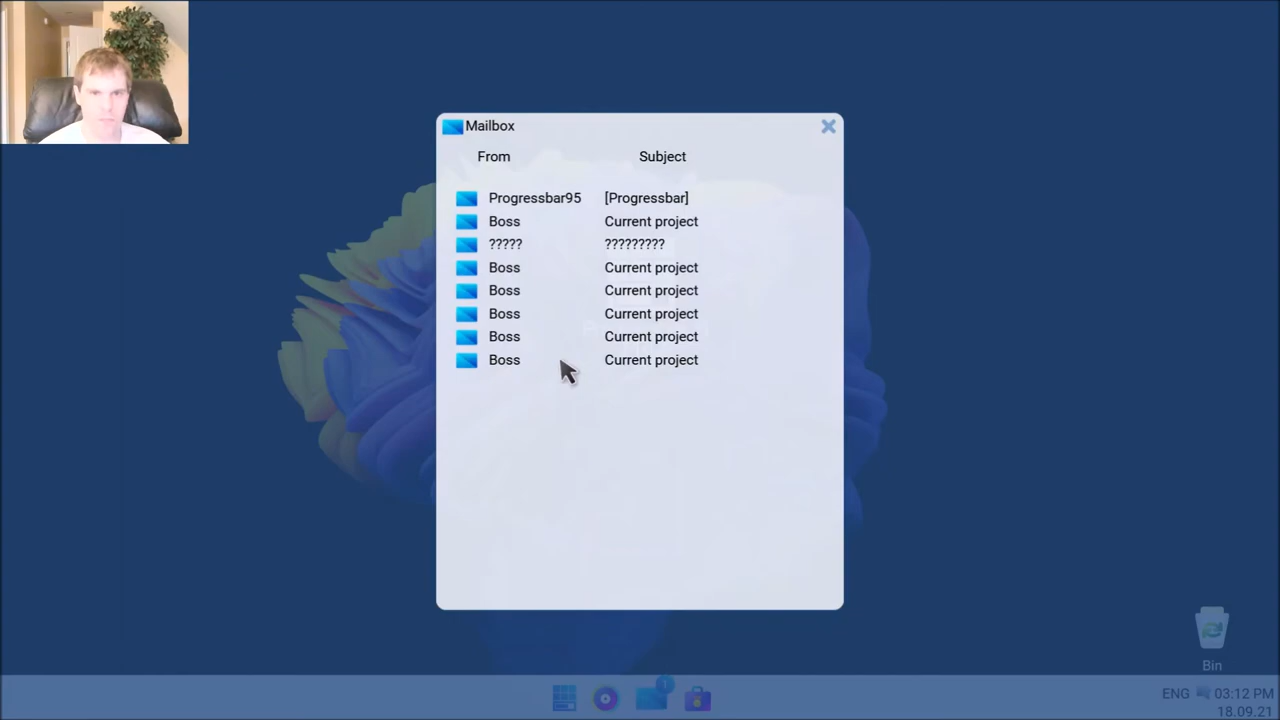 Mailbox
From Subject
Progressbar95 [Progressbar]
Boss Current project
????? ?????????
Boss Current project
Boss Current project
Boss Current project
Boss Current project
Boss Current project
Bin
1
ENG 03:12 PM
18.09.21